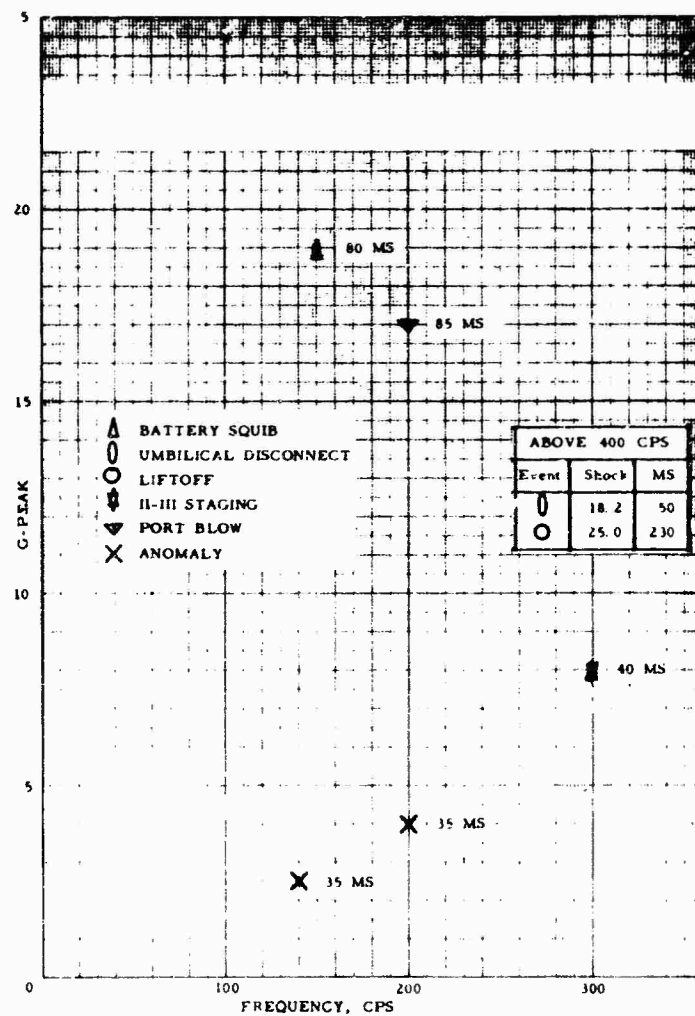 5
20
80 MS
85 MS
15
BATTERY SQUIB
UMBILICAL DISCONNECT
LIFTOFF
II-III STAGING
PORT BLOW
ANOMALY
G-PEAK
ABOVE 400 CPS
Event Shock MS
18.2 50
25.0 230
10
40 MS
5
35 MS
35 MS
0 100 200 300
FREQUENCY, CPS